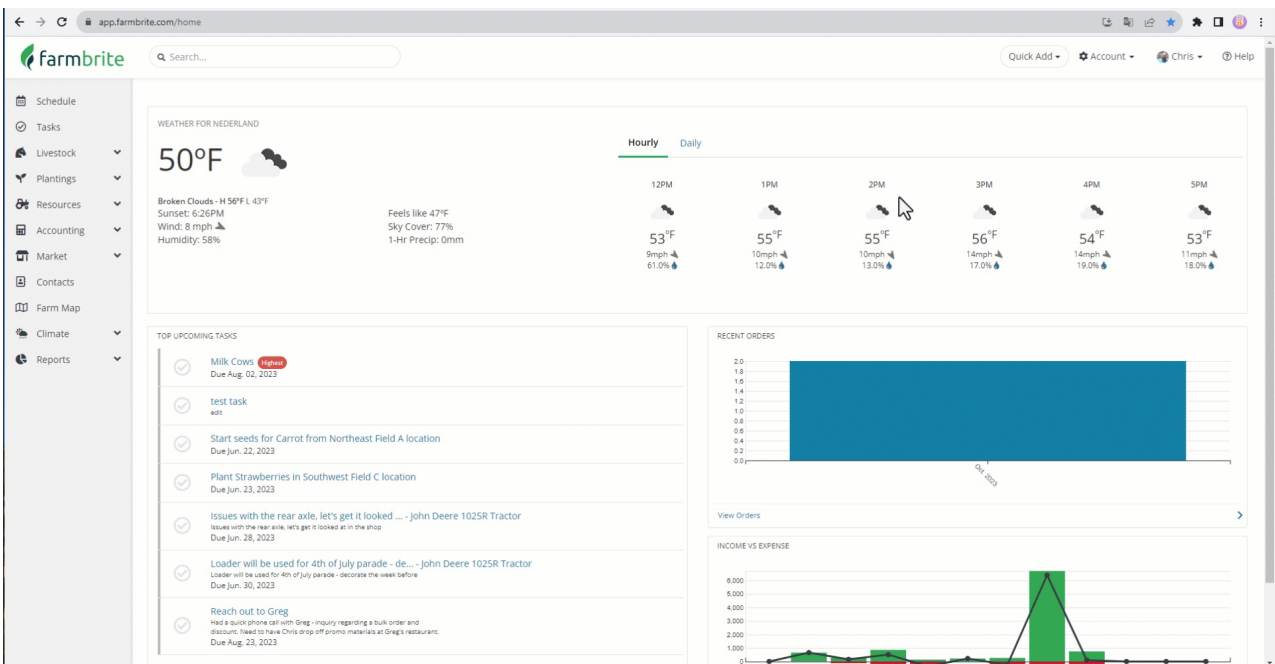 app.farmbrite.com/home
farmbrite
Search...
Quick Add
Account
Chris
Help
Schedule
Tasks
Livestock
Plantings
Resources
Accounting
Market
Contacts
Farm Map
Climate
Reports
WEATHER FOR NEDERLAND
50°F
Broken Clouds - H 56°F L 43°F
Sunset: 6:26PM
Wind: 8 mph
Humidity: 58%
Feels like 47°F
Sky Cover: 77%
1-Hr Precip: 0mm
Hourly Daily
12PM 1PM 2PM 3PM 4PM 5PM
53°F 55°F 55°F 56°F 54°F 53°F
9mph 10mph 10mph 14mph 14mph 11mph
61.0% 12.0% 13.0% 17.0% 19.0% 18.0%
TOP UPCOMING TASKS
Milk Cows Highest
Due Aug. 02, 2023
test task
edit
Start seeds for Carrot from Northeast Field A location
Due Jun. 22, 2023
Plant Strawberries in Southwest Field C location
Due Jun. 23, 2023
Issues with the rear axle, let's get it looked ... - John Deere 1025R Tractor
Issues with the rear axle, let's get it looked at in the shop
Due Jun. 28, 2023
Loader will be used for 4th of July parade - de... - John Deere 1025R Tractor
Loader will be used for 4th of July parade - decorate the week before
Due Jun. 30, 2023
Reach out to Greg
Had a quick phone call with Greg - inquiry regarding a bulk order and
discount. Need to have Chris drop off promo materials at Greg's restaurant.
Due Aug. 23, 2023
RECENT ORDERS
2.0
1.8
1.6
1.4
1.2
1.0
0.8
0.6
0.4
0.2
0.0
Oct. 2023
View Orders
INCOME VS EXPENSE
6,000
5,000
4,000
3,000
2,000
1,000
0